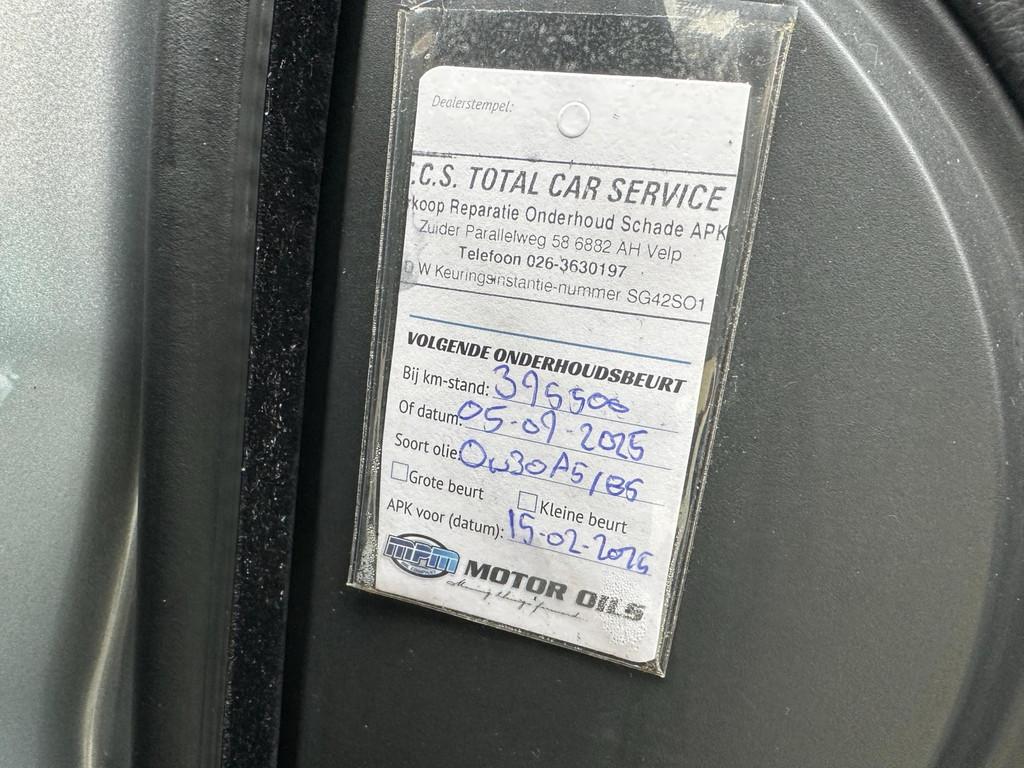 Dealerstempel:
.C.S. TOTAL CAR SERVICE
koop Reparatie Onderhoud Schade APK
Zuider Parallelweg 58 6882 AH Velp
Telefoon 026-3630197
D W Keuringsinstantie-nummer SG42SO1
VOLGENDE ONDERHOUDSBEURT
Bij km-stand: 395500
Of datum: 05-09-2025
Soort olie: 0w30 A5/B5
Grote beurt Kleine beurt
APK voor (datum): 15-02-2025
mpm MOTOR OILS